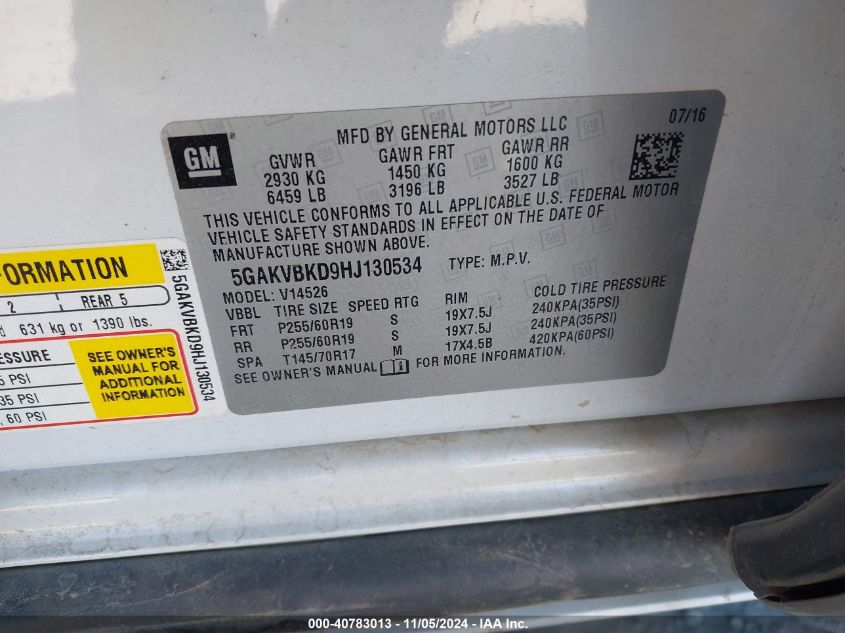 MFD BY GENERAL MOTORS LLC
07/16
GM
GVWR GAWR FRT GAWR RR
2930 KG 1450 KG 1600 KG
6459 LB 3196 LB 3527 LB
THIS VEHICLE CONFORMS TO ALL APPLICABLE U.S. FEDERAL MOTOR
VEHICLE SAFETY STANDARDS IN EFFECT ON THE DATE OF
MANUFACTURE SHOWN ABOVE.
5GAKVBKD9HJ130534 TYPE: M.P.V.
MODEL: V14526
VBBL TIRE SIZE SPEED RTG RIM COLD TIRE PRESSURE
FRT P255/60R19 S 19X7.5J 240KPA(35PSI)
RR P255/60R19 S 19X7.5J 240KPA(35PSI)
SPA T145/70R17 M 17X4.5B 420KPA(60PSI)
SEE OWNER'S MANUAL FOR MORE INFORMATION.
FORMATION
2 REAR 5
631 kg or 1390 lbs.
5GAKVBKD9HJ130534
PRESSURE
5 PSI
35 PSI
, 60 PSI
SEE OWNER'S
MANUAL FOR
ADDITIONAL
INFORMATION
000-40783013 - 11/05/2024 - IAA Inc.